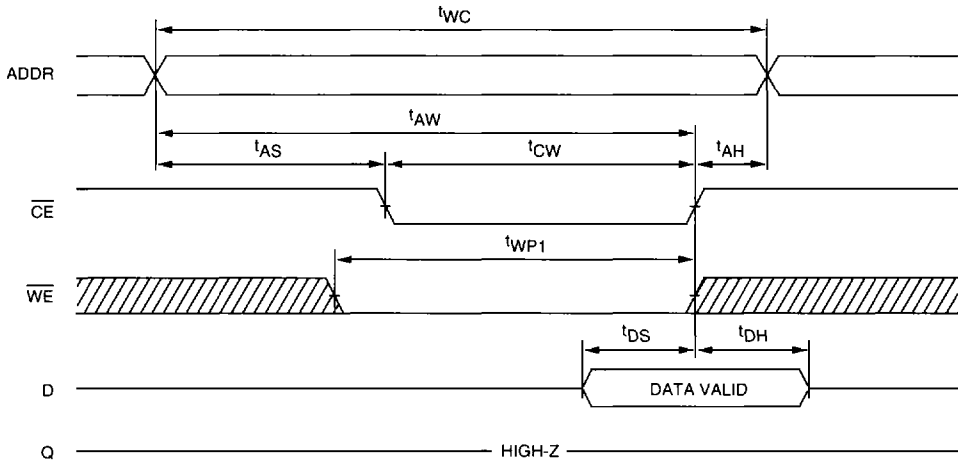 tWC
ADDR
tAW
tAS tCW tAH
CE
tWP1
WE
tDS tDH
D DATA VALID
Q HIGH-Z